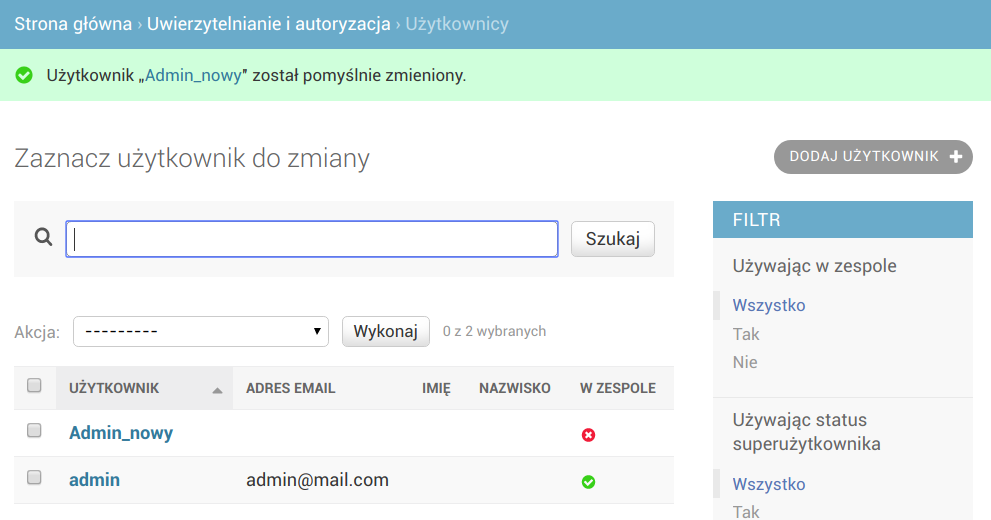 Strona główna › Uwierzytelnianie i autoryzacja › Użytkownicy
Użytkownik „Admin_nowy” został pomyślnie zmieniony.
Zaznacz użytkownik do zmiany
DODAJ UŻYTKOWNIK +
Szukaj
Akcja: --------- Wykonaj 0 z 2 wybranych
UŻYTKOWNIK ADRES EMAIL IMIĘ NAZWISKO W ZESPOLE
Admin_nowy
admin admin@mail.com
FILTR
Używając w zespole
Wszystko
Tak
Nie
Używając status
superużytkownika
Wszystko
Tak